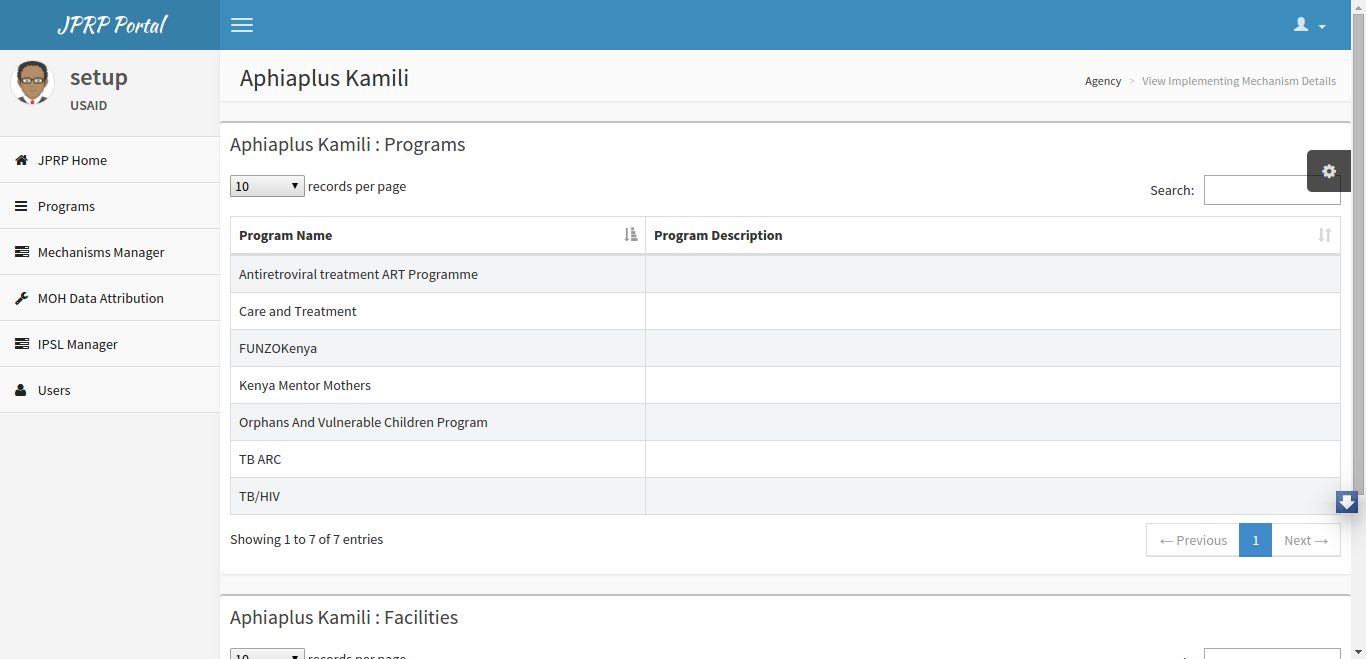 JPRP Portal
setup
USAID
JPRP Home
Programs
Mechanisms Manager
MOH Data Attribution
IPSL Manager
Users
Aphiaplus Kamili
Agency > View Implementing Mechanism Details
Aphiaplus Kamili : Programs
10 records per page
Search:
Program Name Program Description
Antiretroviral treatment ART Programme
Care and Treatment
FUNZOKenya
Kenya Mentor Mothers
Orphans And Vulnerable Children Program
TB ARC
TB/HIV
Showing 1 to 7 of 7 entries
← Previous 1 Next →
Aphiaplus Kamili : Facilities
10 records per page